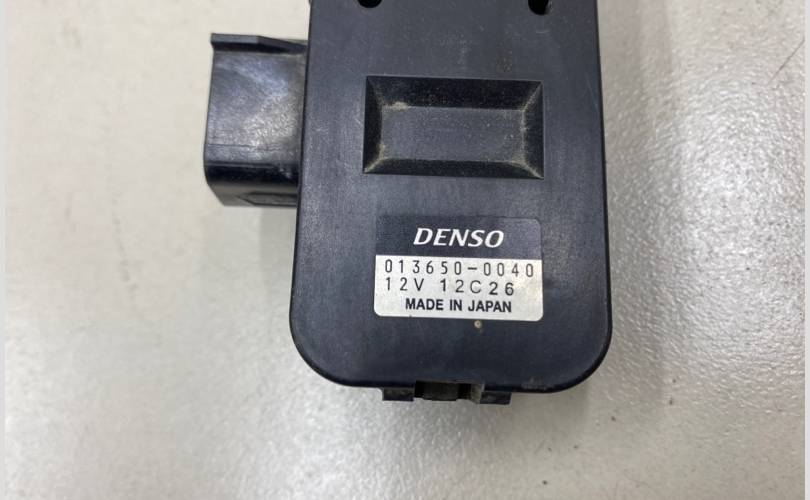 DENSO
013650-0040
12V 12C26
MADE IN JAPAN